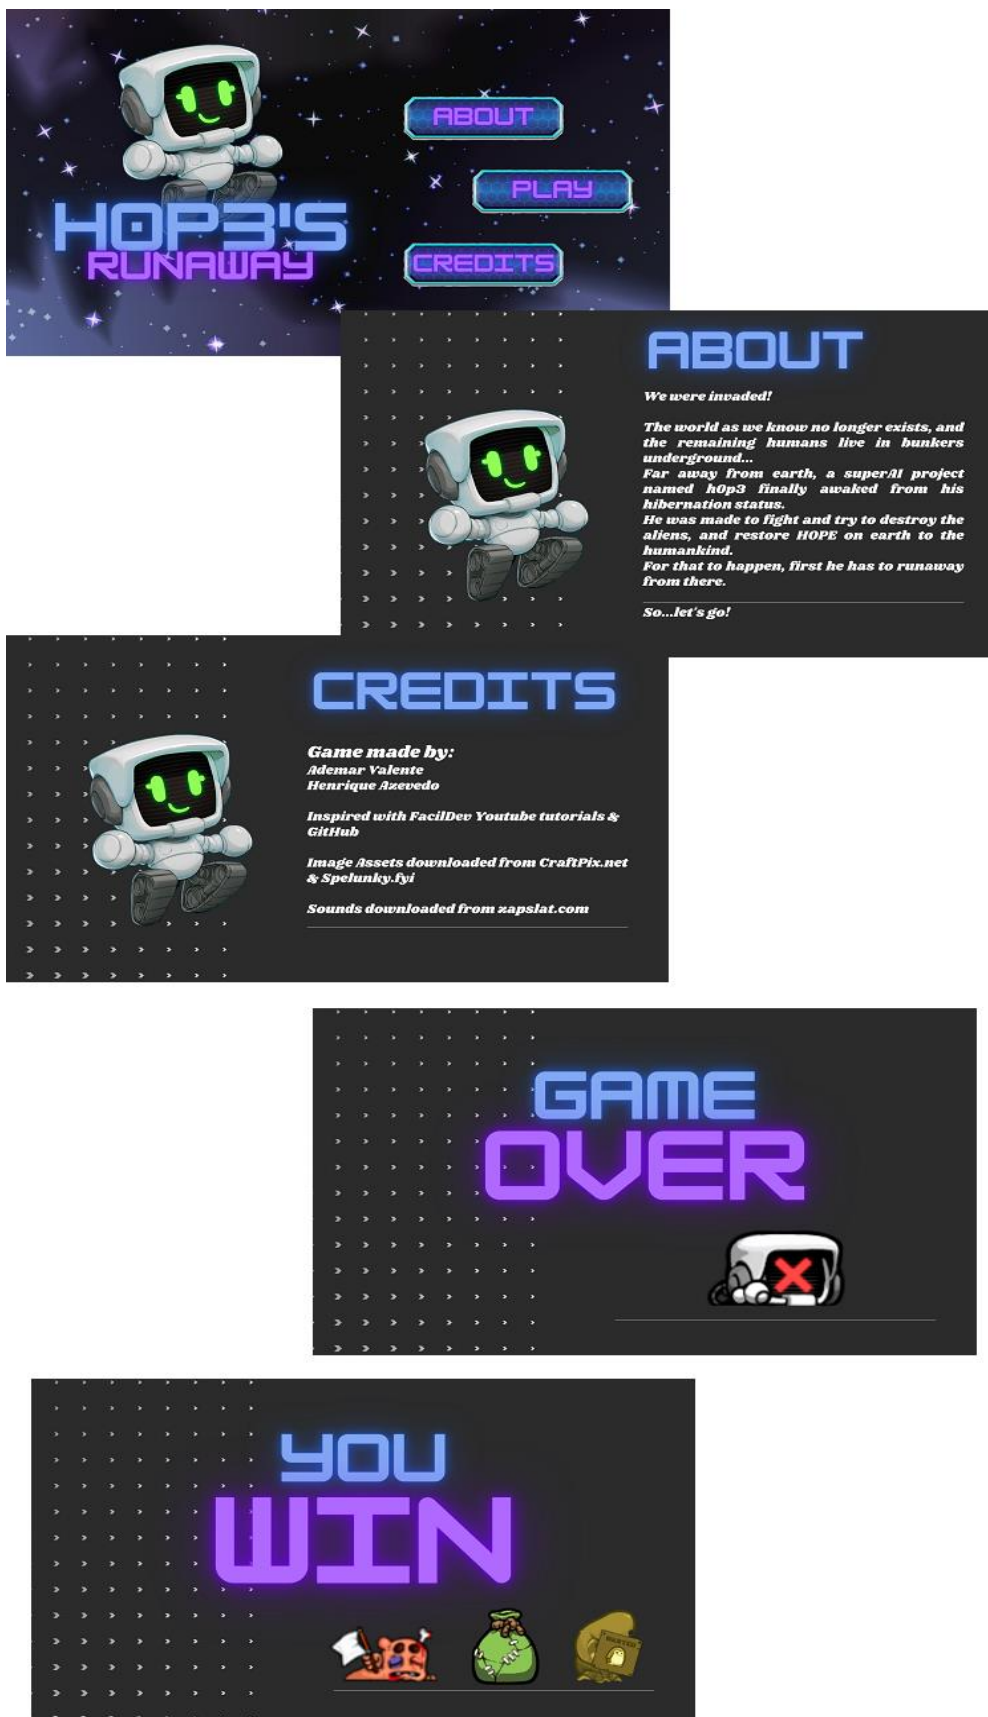 H0P3'S
RUNAWAY
ABOUT
PLAY
CREDITS
ABOUT
We were invaded!
The world as we know no longer exists, and
the remaining humans live in bunkers
underground...
Far away from earth, a superAI project
named h0p3 finally awaked from his
hibernation status.
He was made to fight and try to destroy the
aliens, and restore HOPE on earth to the
humankind.
For that to happen, first he has to runaway
from there.
So...let's go!
CREDITS
Game made by:
Ademar Valente
Henrique Azevedo
Inspired with FacilDev Youtube tutorials &
GitHub
Image Assets downloaded from CraftPix.net
& Spelunky.fyi
Sounds downloaded from zapslat.com
GAME
OVER
YOU
WIN